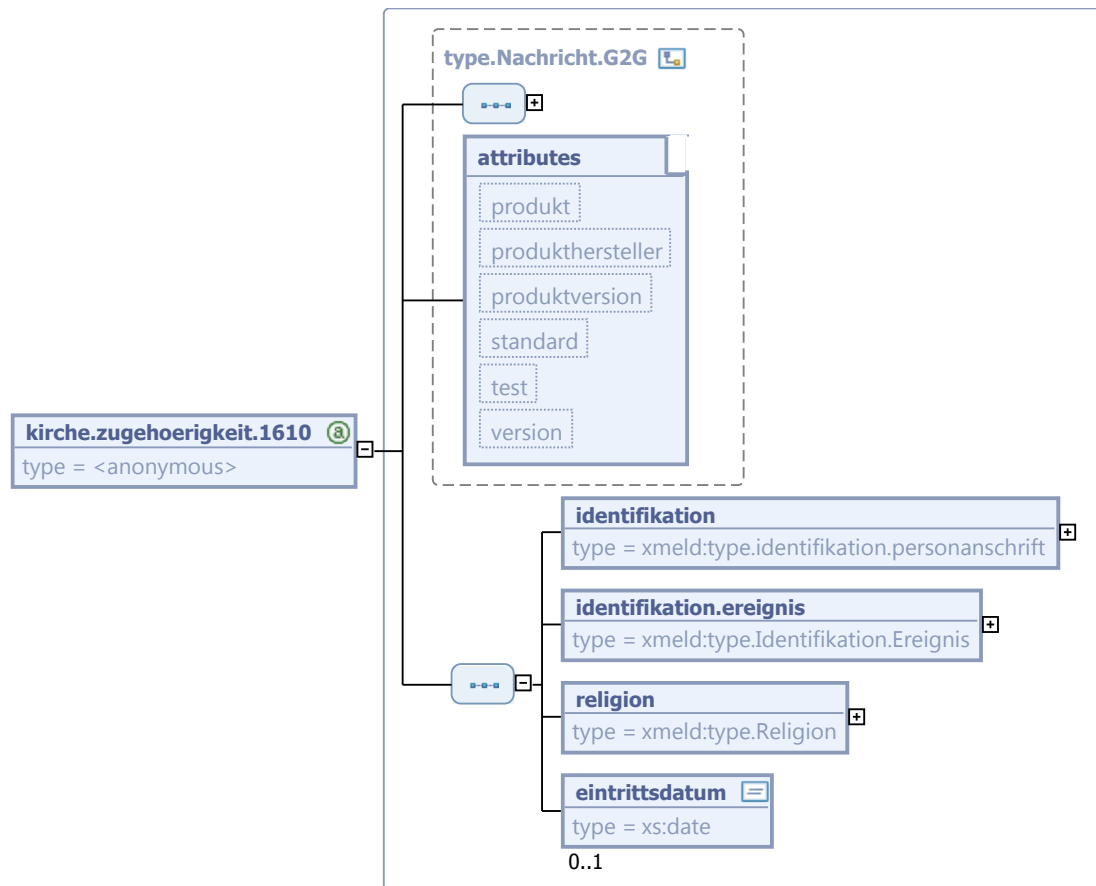 type.Nachricht.G2G
attributes
produkt
produkthersteller
produktversion
standard
test
version
kirche.zugehoerigkeit.1610 a
type = <anonymous>
identifikation
type = xmeld:type.identifikation.personanschrift
identifikation.ereignis
type = xmeld:type.Identifikation.Ereignis
religion
type = xmeld:type.Religion
eintrittsdatum
type = xs:date
0..1